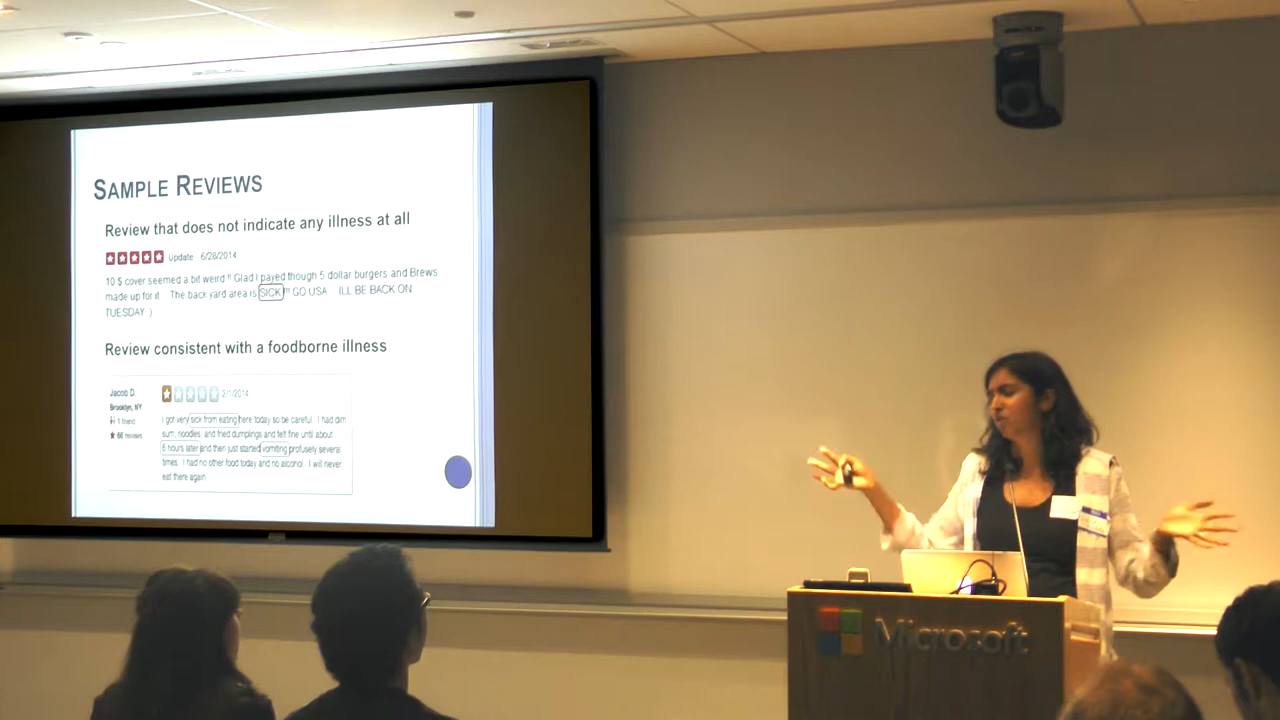 SAMPLE REVIEWS
Review that does not indicate any illness at all
Update - 6/28/2014
10 $ cover seemed a bit weird !! Glad I payed though 5 dollar burgers and Brews
made up for it. The back yard area is SICK!!! GO USA ILL BE BACK ON
TUESDAY :)
Review consistent with a foodborne illness
Jacob D.
Brooklyn, NY
1 friend
66 reviews
2/1/2014
I got very sick from eating here today so be careful. I had dim
sum, noodles, and fried dumplings and felt fine until about
6 hours later and then just started vomiting profusely several
times. I had no other food today and no alcohol. I will never
eat there again.
Microsoft